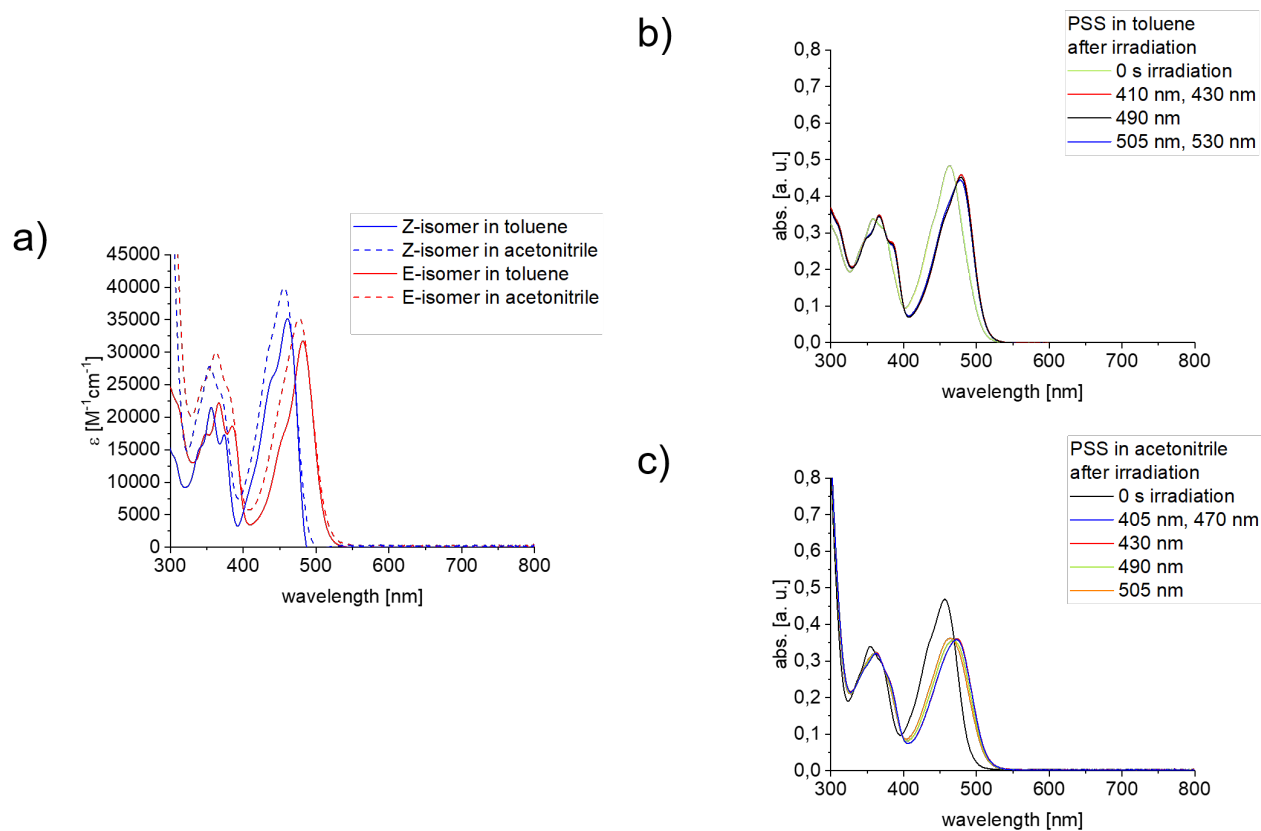 a)
Z-isomer in toluene
Z-isomer in acetonitrile
E-isomer in toluene
E-isomer in acetonitrile
45000
40000
35000
30000
25000
20000
15000
10000
5000
0
ε [M⁻¹cm⁻¹]
300 400 500 600 700 800
wavelength [nm]
b)
PSS in toluene
after irradiation
0 s irradiation
410 nm, 430 nm
490 nm
505 nm, 530 nm
0,8
0,7
0,6
0,5
0,4
0,3
0,2
0,1
0,0
abs. [a. u.]
300 400 500 600 700 800
wavelength [nm]
c)
PSS in acetonitrile
after irradiation
0 s irradiation
405 nm, 470 nm
430 nm
490 nm
505 nm
0,8
0,7
0,6
0,5
0,4
0,3
0,2
0,1
0,0
abs. [a. u.]
300 400 500 600 700 800
wavelength [nm]